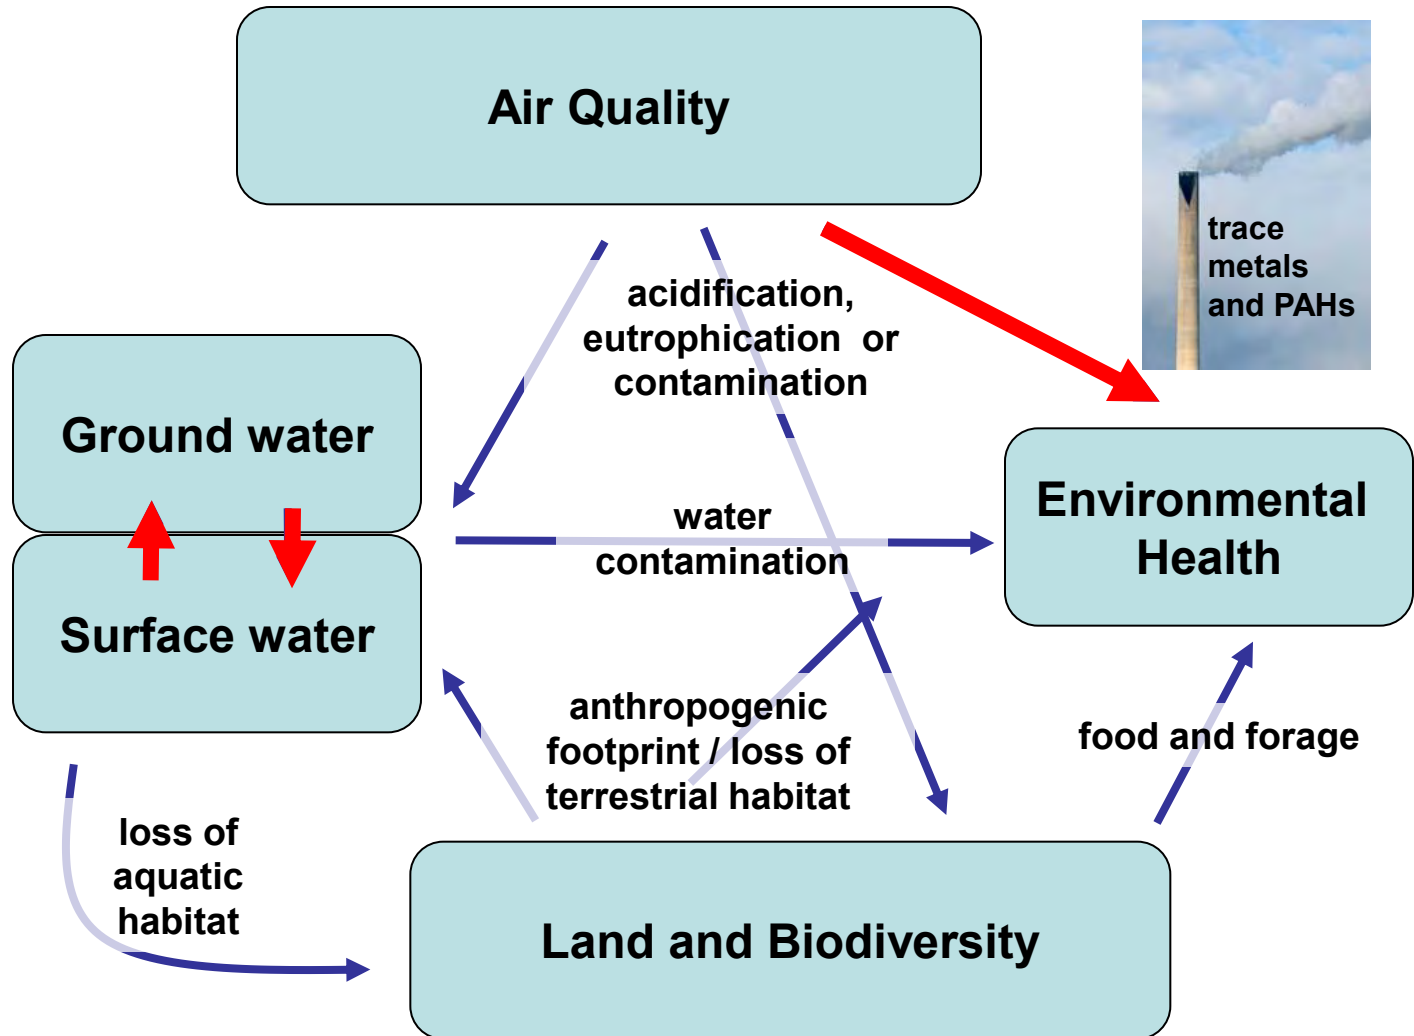 Air Quality
trace
metals
and PAHs
acidification,
eutrophication or
contamination
Ground water
water
contamination
Environmental
Health
Surface water
anthropogenic
footprint / loss of
terrestrial habitat
food and forage
loss of
aquatic
habitat
Land and Biodiversity